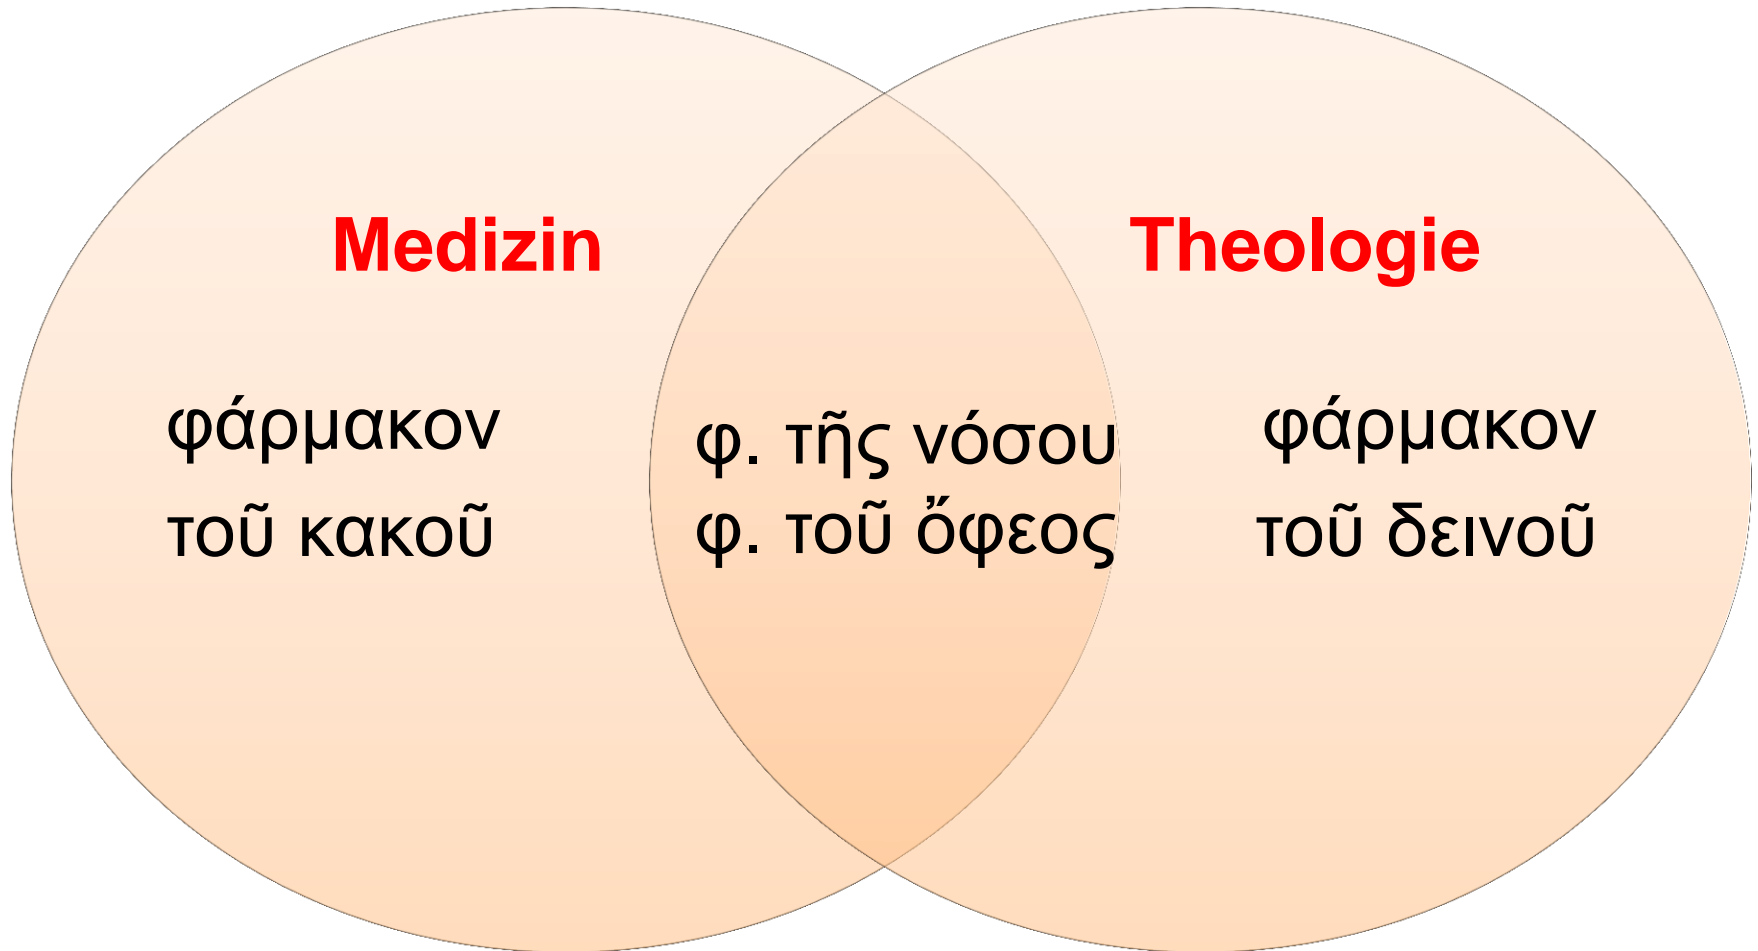 Medizin
Theologie
φάρμακον
τοῦ κακοῦ
φ. τῆς νόσου
φ. τοῦ ὄφεος
φάρμακον
τοῦ δεινοῦ